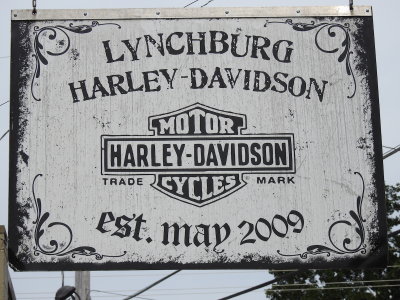 LYNCHBURG
HARLEY-DAVIDSON
MOTOR
HARLEY-DAVIDSON
TRADE MARK
CYCLES
est. may 2009